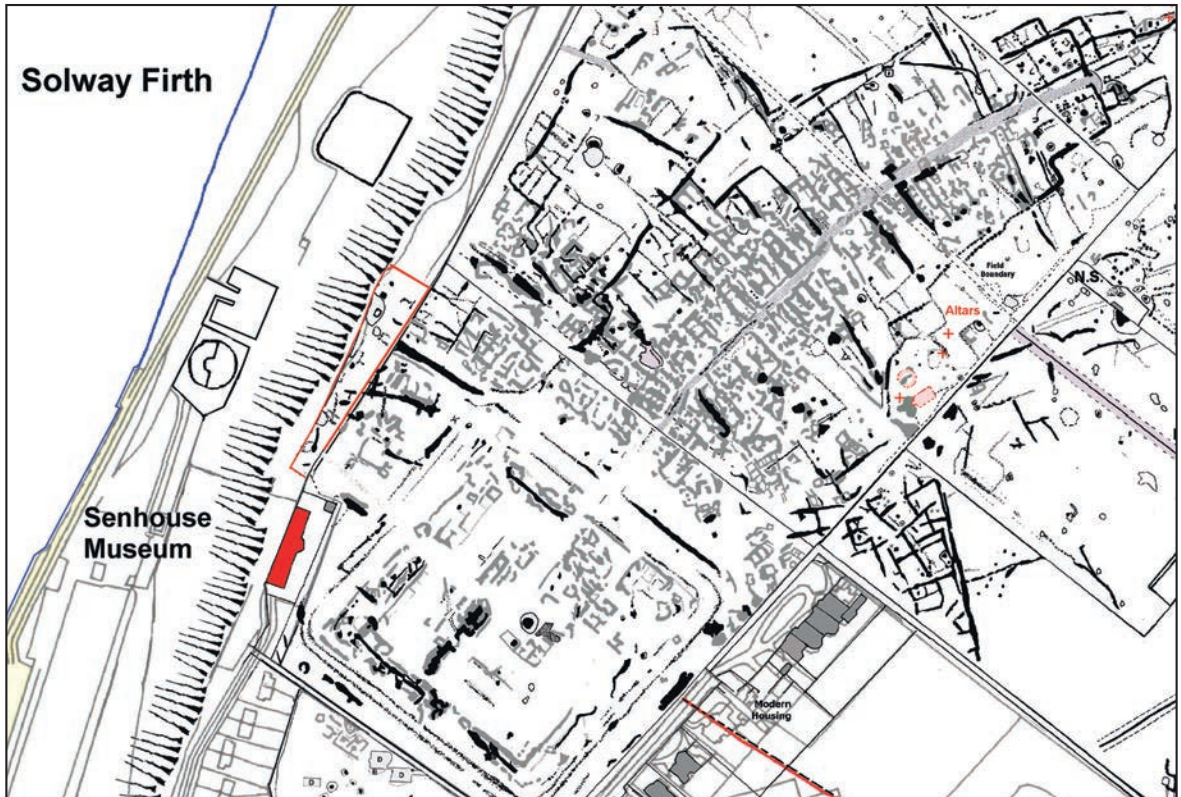 Solway Firth
Field
Boundary
N.S.
Altars
Senhouse
Museum
Modern
Housing